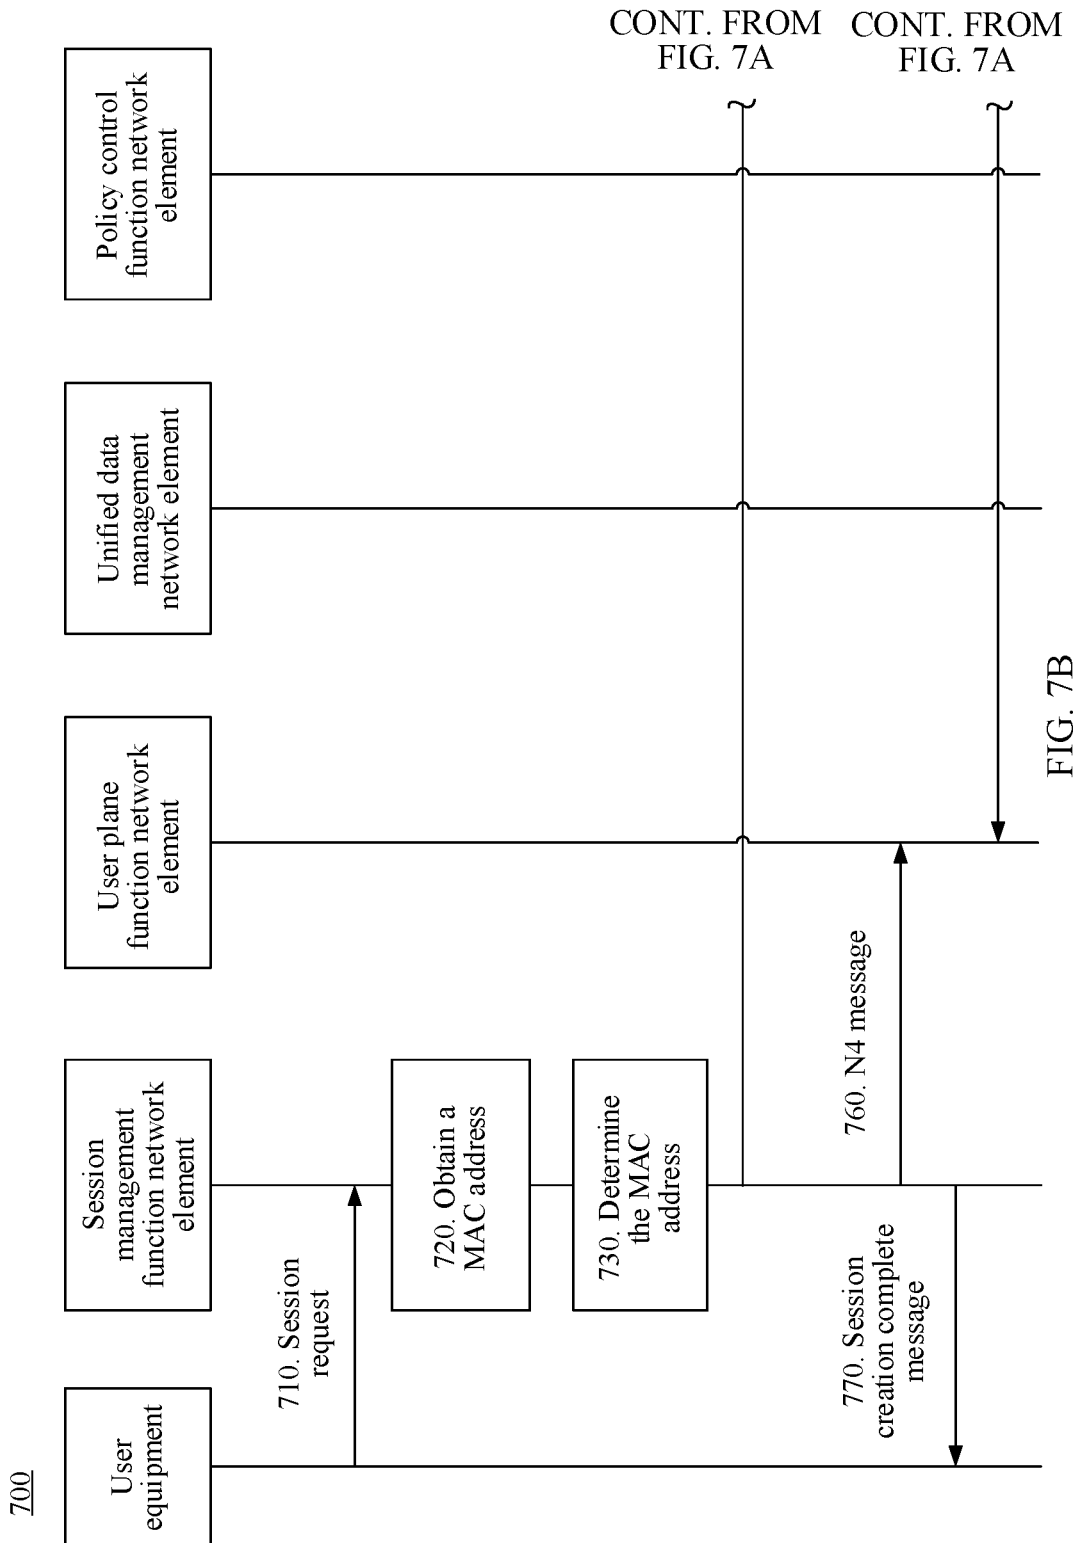 700
User
equipment
Session
management
function network
element
User plane
function network
element
Unified data
management
network element
Policy control
function network
element
CONT. FROM
FIG. 7A
CONT. FROM
FIG. 7A
710. Session
request
720. Obtain a
MAC address
730. Determine
the MAC
address
760. N4 message
770. Session
creation complete
message
FIG. 7B